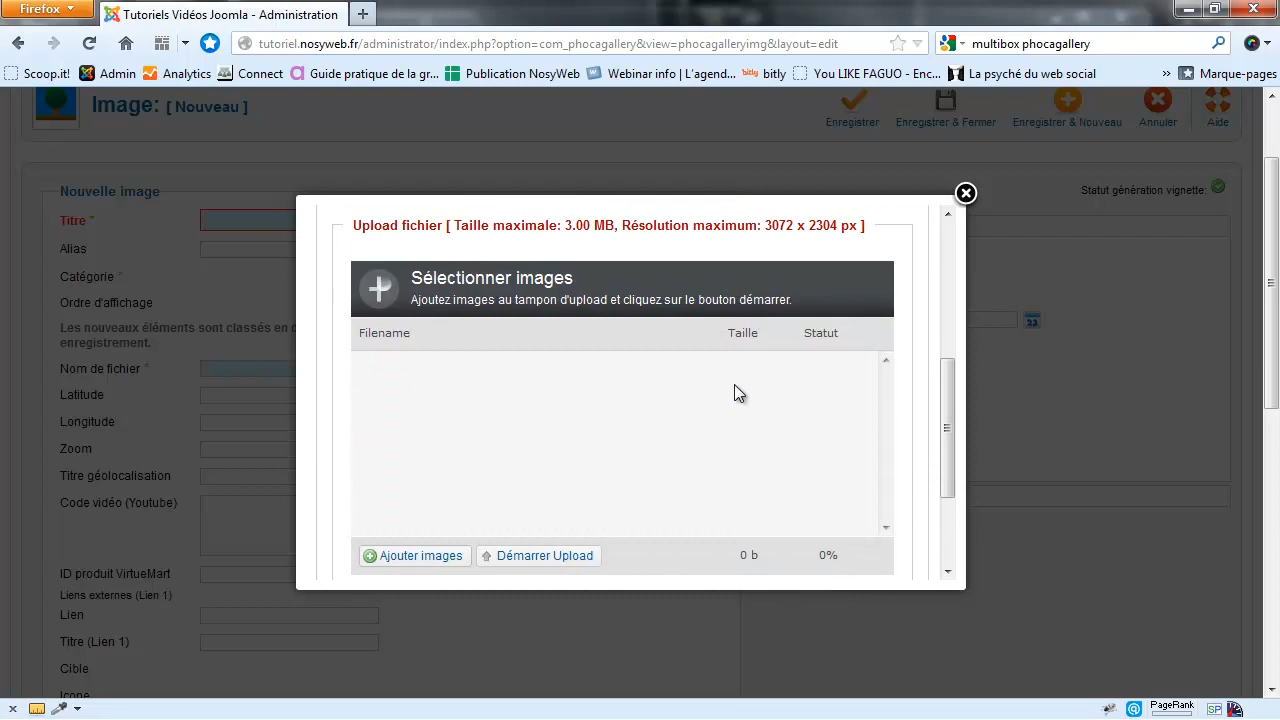 Firefox
Tutoriels Vidéos Joomla - Administration
tutoriel.nosyweb.fr/administrator/index.php?option=com_phocagallery&view=phocagalleryimg&layout=edit
multibox phocagallery
Scoop.it! Admin Analytics Connect Guide pratique de la gr... Publication NosyWeb Webinar info | L'agend... bitly bitly You LIKE FAGUO - Enc... La psyché du web social » Marque-pages
Image: [ Nouveau ]
Enregistrer Enregistrer & Fermer Enregistrer & Nouveau Annuler Aide
Nouvelle image
Statut génération vignette:
Titre *
Alias
Catégorie *
Ordre d'affichage
Les nouveaux éléments sont classés en d
enregistrement.
Nom de fichier *
Latitude
Longitude
Zoom
Titre géolocalisation
Code vidéo (Youtube)
ID produit VirtueMart
Liens externes (Lien 1)
Lien
Titre (Lien 1)
Cible
Icone
23
Upload fichier [ Taille maximale: 3.00 MB, Résolution maximum: 3072 x 2304 px ]
Sélectionner images
Ajoutez images au tampon d'upload et cliquez sur le bouton démarrer.
Filename Taille Statut
Ajouter images Démarrer Upload 0 b 0%
PageRank
SP